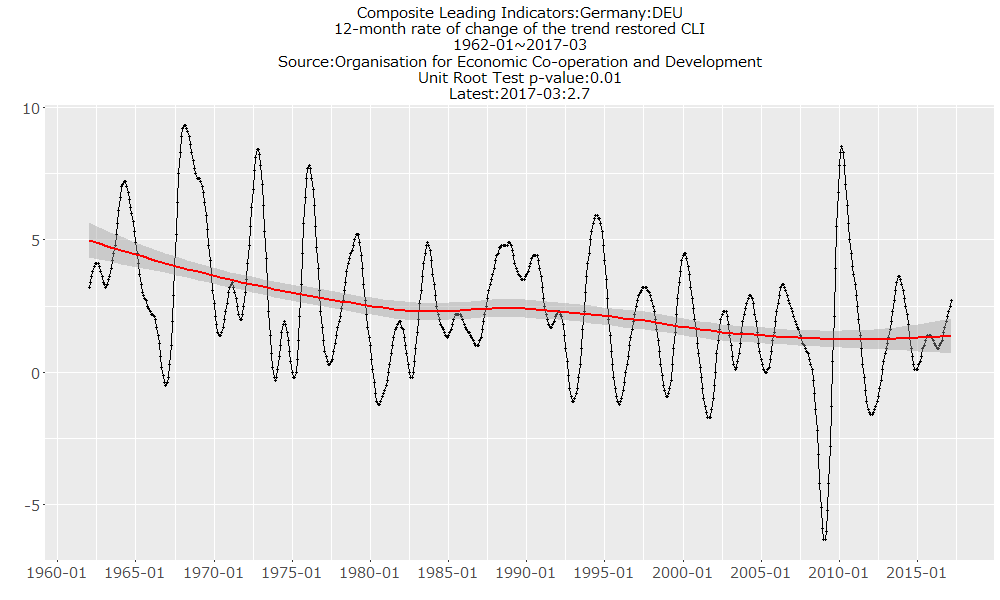 Composite Leading Indicators:Germany:DEU
12-month rate of change of the trend restored CLI
1962-01~2017-03
Source:Organisation for Economic Co-operation and Development
Unit Root Test p-value:0.01
Latest:2017-03:2.7
10
5
0
-5
1960-01 1965-01 1970-01 1975-01 1980-01 1985-01 1990-01 1995-01 2000-01 2005-01 2010-01 2015-01